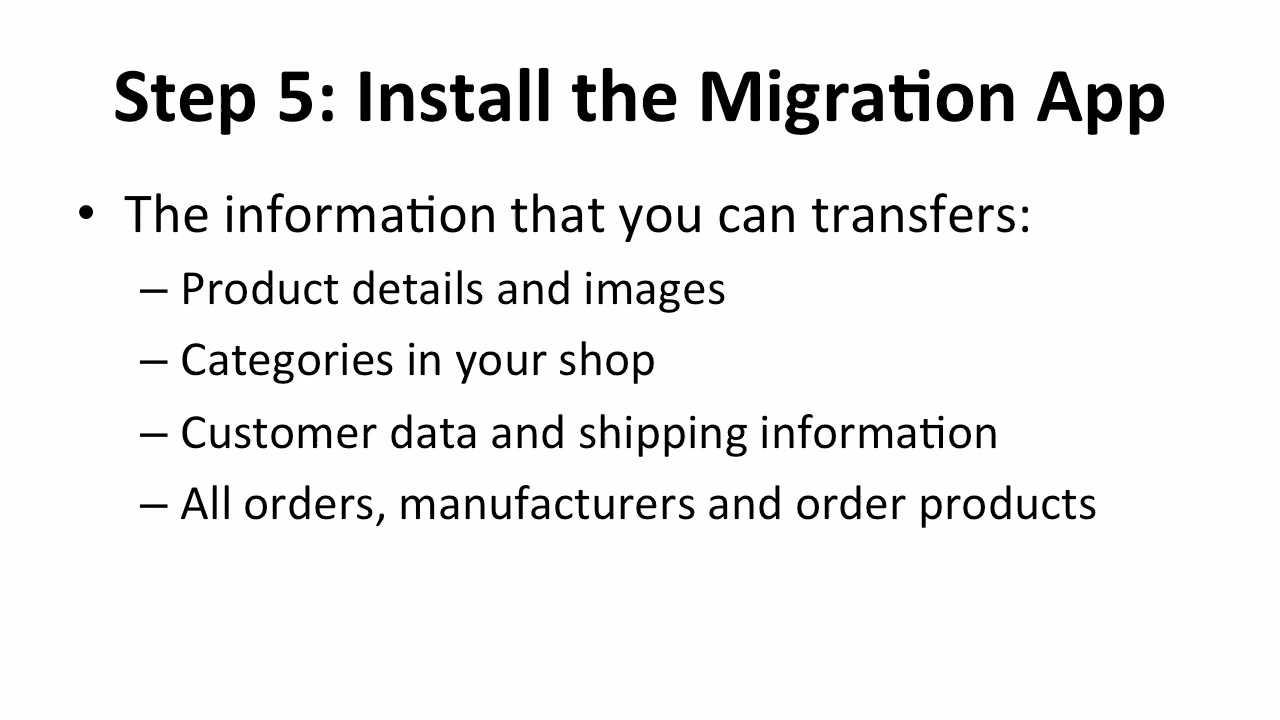 Step 5: Install the Migration App
• The information that you can transfers:
– Product details and images
– Categories in your shop
– Customer data and shipping information
– All orders, manufacturers and order products